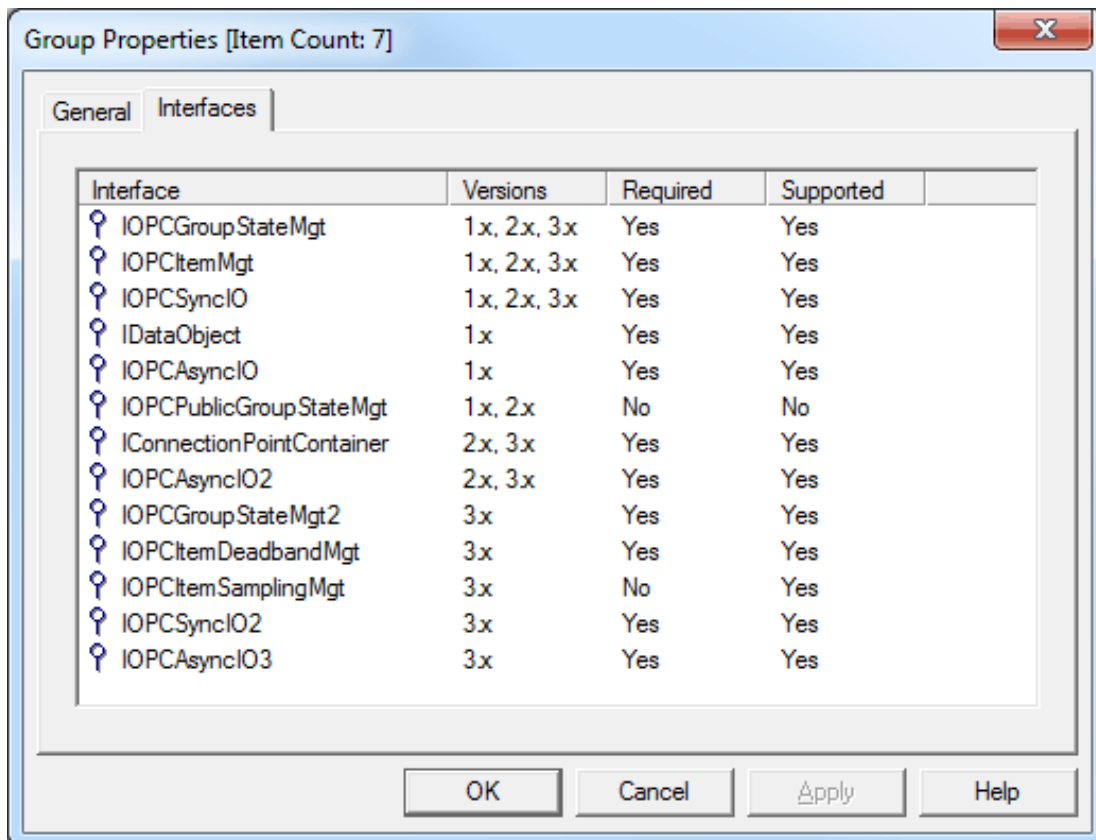 Group Properties [Item Count: 7]
General Interfaces
Interface Versions Required Supported
IOPCGroupStateMgt 1.x, 2.x, 3.x Yes Yes
IOPCItemMgt 1.x, 2.x, 3.x Yes Yes
IOPCSyncIO 1.x, 2.x, 3.x Yes Yes
IDataObject 1.x Yes Yes
IOPCAsyncIO 1.x Yes Yes
IOPCPublicGroupStateMgt 1.x, 2.x No No
IConnectionPointContainer 2.x, 3.x Yes Yes
IOPCAsyncIO2 2.x, 3.x Yes Yes
IOPCGroupStateMgt2 3.x Yes Yes
IOPCItemDeadbandMgt 3.x Yes Yes
IOPCItemSamplingMgt 3.x No Yes
IOPCSyncIO2 3.x Yes Yes
IOPCAsyncIO3 3.x Yes Yes
OK Cancel Apply Help